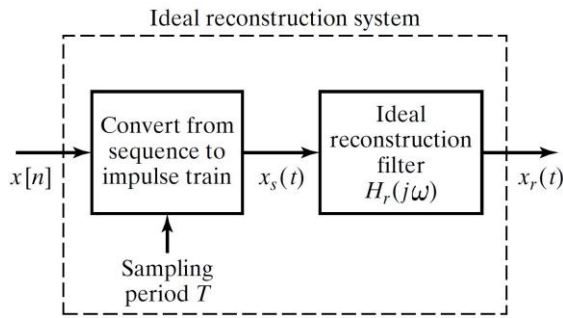 Ideal reconstruction system
Convert from
sequence to
impulse train
Ideal
reconstruction
filter
H_r(jω)
x[n]
x_s(t)
x_r(t)
Sampling
period T